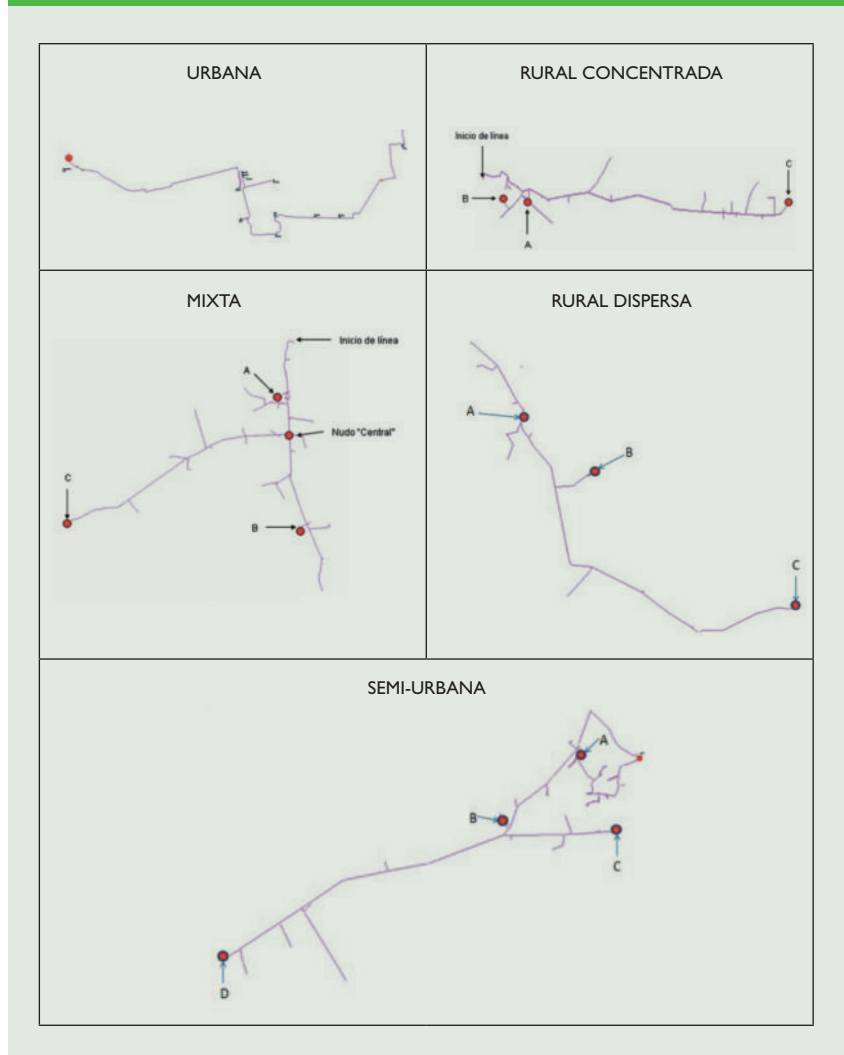 URBANA
RURAL CONCENTRADA
Inicio de línea
C
B
A
MIXTA
Inicio de línea
A
Nudo "Central"
C
B
RURAL DISPERSA
A
B
C
SEMI-URBANA
A
B
C
D